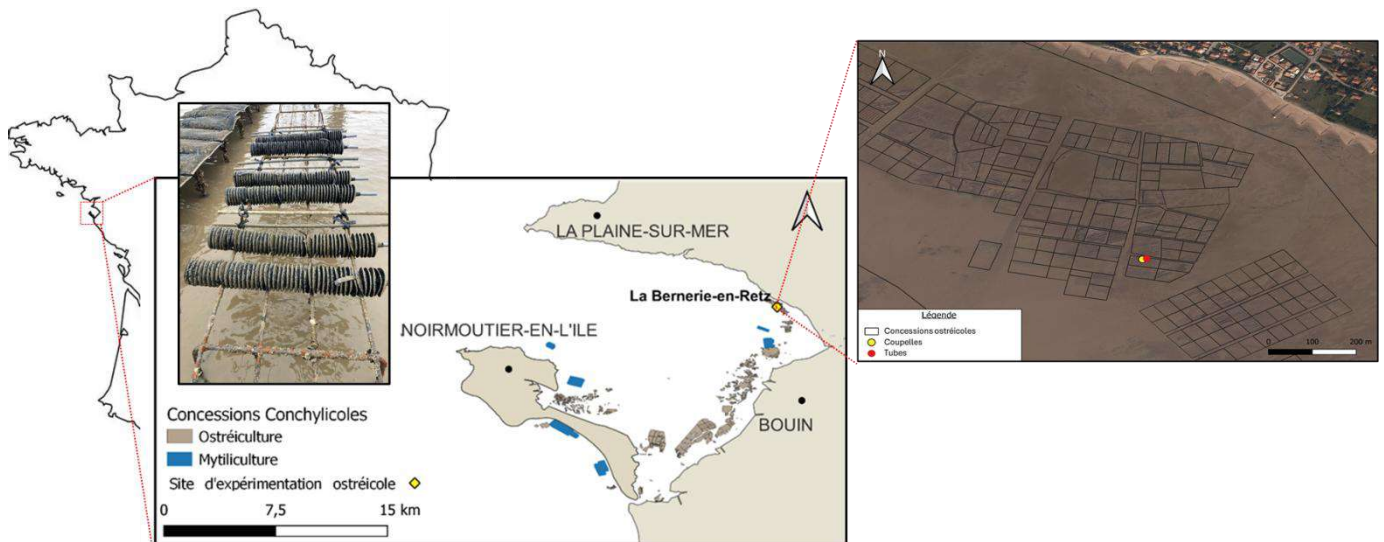 LA PLAINE-SUR-MER
La Bernerie-en-Retz
NOIRMOUTIER-EN-L'ILE
BOUIN
Concessions Conchylicoles
Ostréiculture
Mytiliculture
Site d'expérimentation ostréicole
0 7,5 15 km
N
Légende
Concessions ostréicoles
Coupelles
Tubes
0 100 200 m